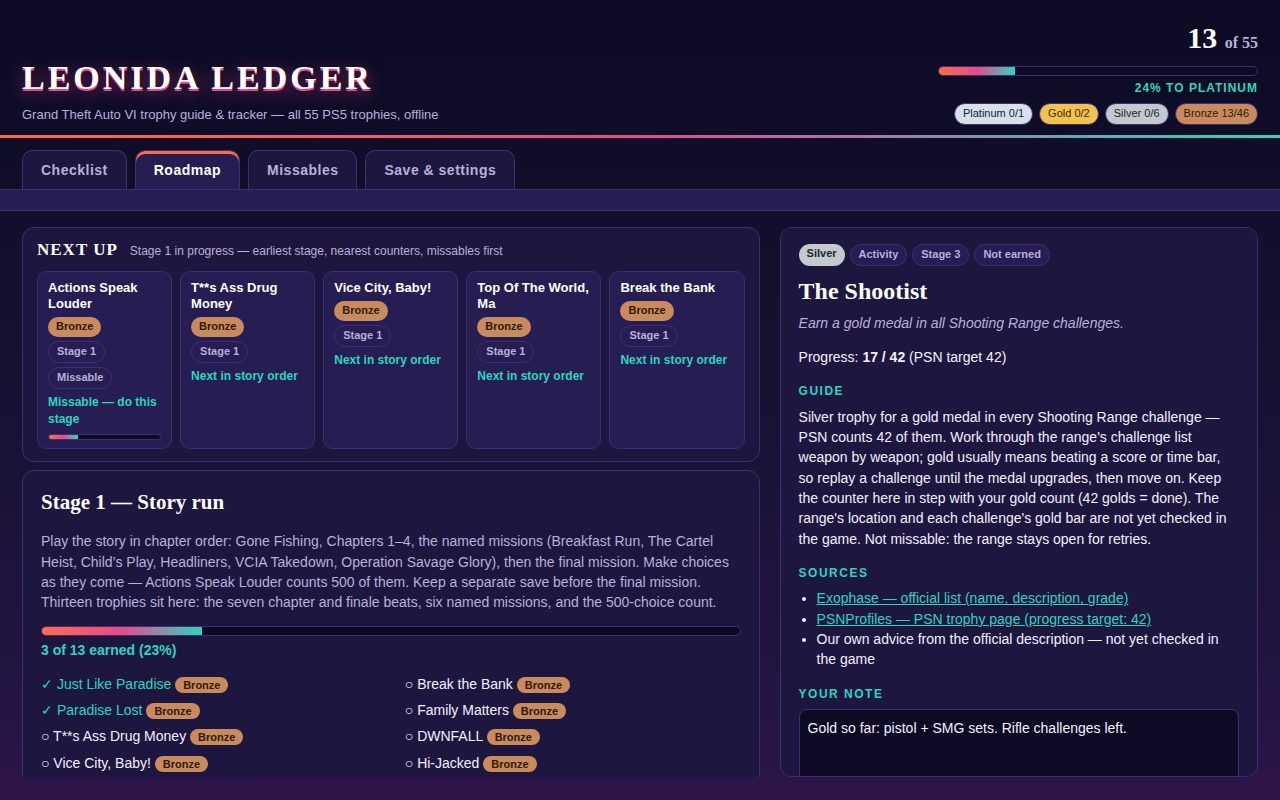 LEONIDA LEDGER
Grand Theft Auto VI trophy guide & tracker — all 55 PS5 trophies, offline
13 of 55
24% TO PLATINUM
Platinum 0/1 Gold 0/2 Silver 0/6 Bronze 13/46
Checklist Roadmap Missables Save & settings
NEXT UP Stage 1 in progress — earliest stage, nearest counters, missables first
Actions Speak
Louder
Bronze
Stage 1
Missable
Missable — do this
stage
T**s Ass Drug
Money
Bronze
Stage 1
Next in story order
Vice City, Baby!
Bronze
Stage 1
Next in story order
Top Of The World,
Ma
Bronze
Stage 1
Next in story order
Break the Bank
Bronze
Stage 1
Next in story order
Stage 1 — Story run
Play the story in chapter order: Gone Fishing, Chapters 1–4, the named missions (Breakfast Run, The Cartel
Heist, Child’s Play, Headliners, VCIA Takedown, Operation Savage Glory), then the final mission. Make choices
as they come — Actions Speak Louder counts 500 of them. Keep a separate save before the final mission.
Thirteen trophies sit here: the seven chapter and finale beats, six named missions, and the 500-choice count.
3 of 13 earned (23%)
✓ Just Like Paradise Bronze
✓ Paradise Lost Bronze
○ T**s Ass Drug Money Bronze
○ Vice City, Baby! Bronze
○ Break the Bank Bronze
○ Family Matters Bronze
○ DWNFALL Bronze
○ Hi-Jacked Bronze
Silver Activity Stage 3 Not earned
The Shootist
Earn a gold medal in all Shooting Range challenges.
Progress: 17 / 42 (PSN target 42)
GUIDE
Silver trophy for a gold medal in every Shooting Range challenge —
PSN counts 42 of them. Work through the range's challenge list
weapon by weapon; gold usually means beating a score or time bar,
so replay a challenge until the medal upgrades, then move on. Keep
the counter here in step with your gold count (42 golds = done). The
range's location and each challenge's gold bar are not yet checked in
the game. Not missable: the range stays open for retries.
SOURCES
• Exophase — official list (name, description, grade)
• PSNProfiles — PSN trophy page (progress target: 42)
• Our own advice from the official description — not yet checked in
the game
YOUR NOTE
Gold so far: pistol + SMG sets. Rifle challenges left.